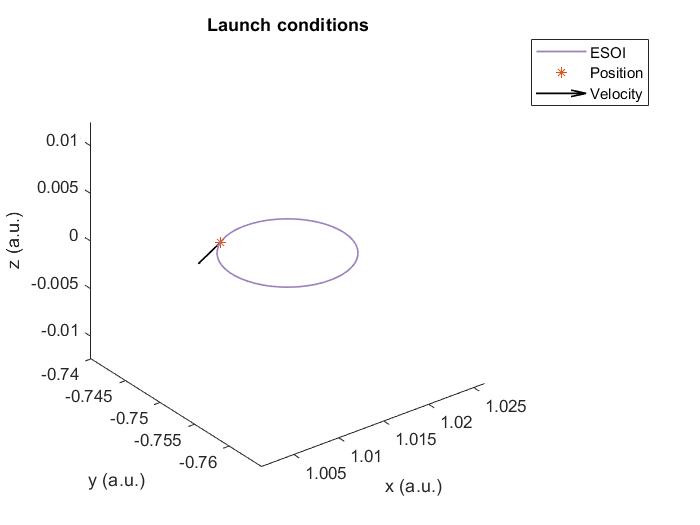 Launch conditions
ESOI
Position
Velocity
0.01
0.005
0
-0.005
-0.01
z (a.u.)
-0.74
-0.745
-0.75
-0.755
-0.76
y (a.u.)
1.005
1.01
1.015
1.02
1.025
x (a.u.)